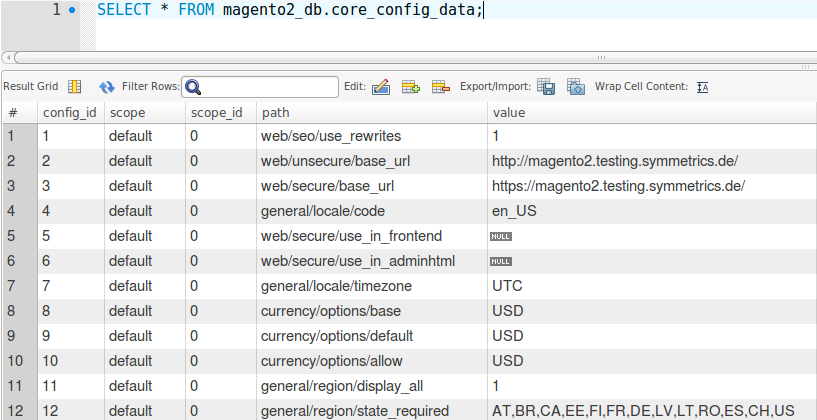 1 SELECT * FROM magento2_db.core_config_data;
Result Grid Filter Rows: Edit: Export/Import: Wrap Cell Content: IA
# config_id scope scope_id path value
1 1 default 0 web/seo/use_rewrites 1
2 2 default 0 web/unsecure/base_url http://magento2.testing.symmetrics.de/
3 3 default 0 web/secure/base_url https://magento2.testing.symmetrics.de/
4 4 default 0 general/locale/code en_US
5 5 default 0 web/secure/use_in_frontend NULL
6 6 default 0 web/secure/use_in_adminhtml NULL
7 7 default 0 general/locale/timezone UTC
8 8 default 0 currency/options/base USD
9 9 default 0 currency/options/default USD
10 10 default 0 currency/options/allow USD
11 11 default 0 general/region/display_all 1
12 12 default 0 general/region/state_required AT,BR,CA,EE,FI,FR,DE,LV,LT,RO,ES,CH,US